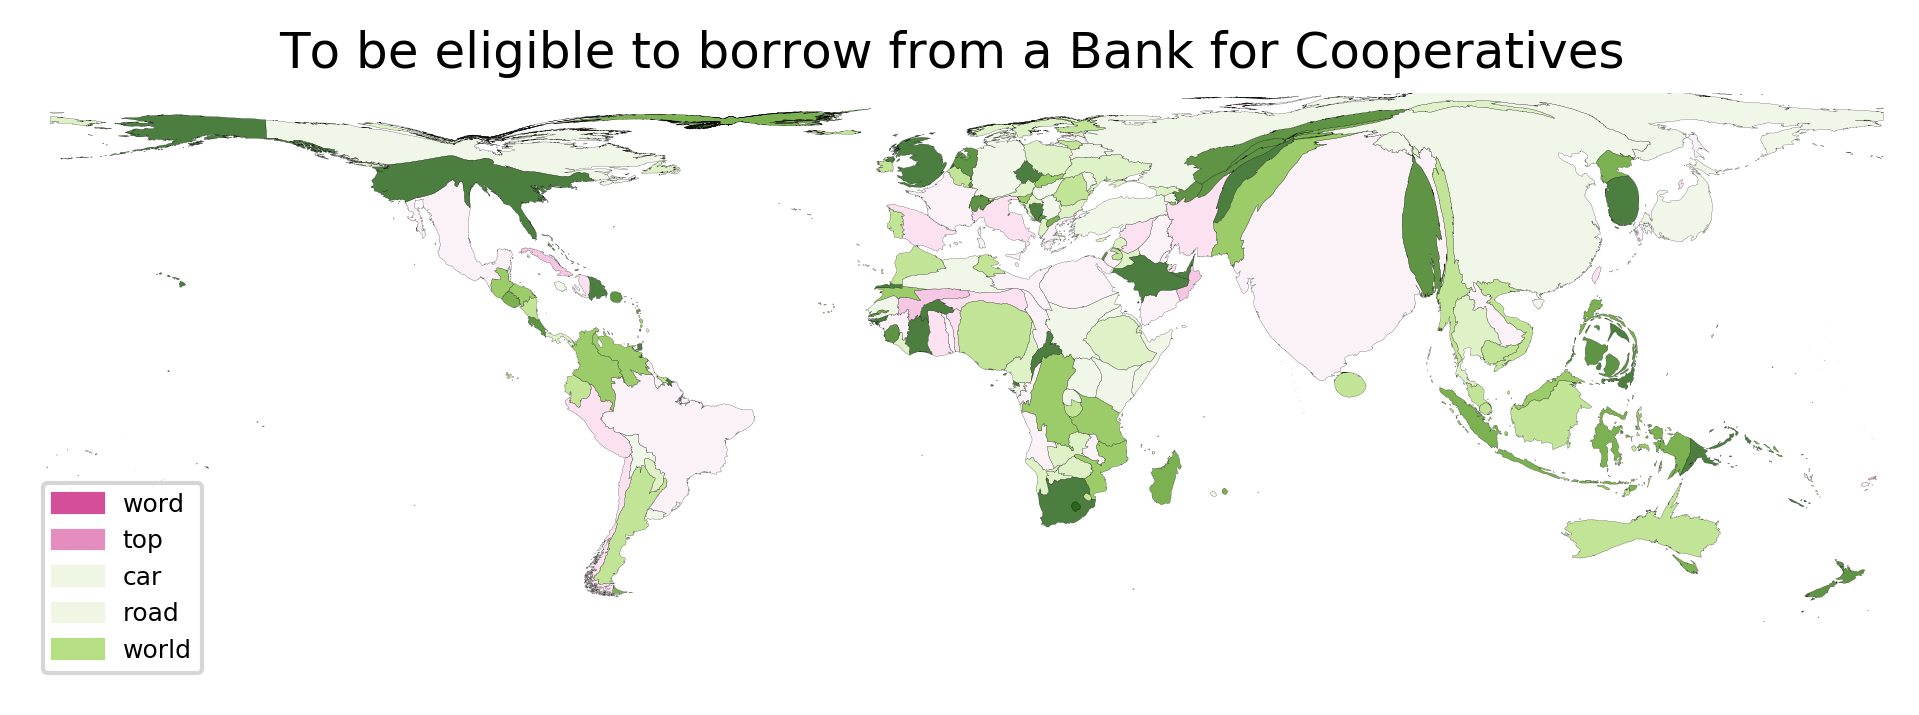 To be eligible to borrow from a Bank for Cooperatives
word
top
car
road
world